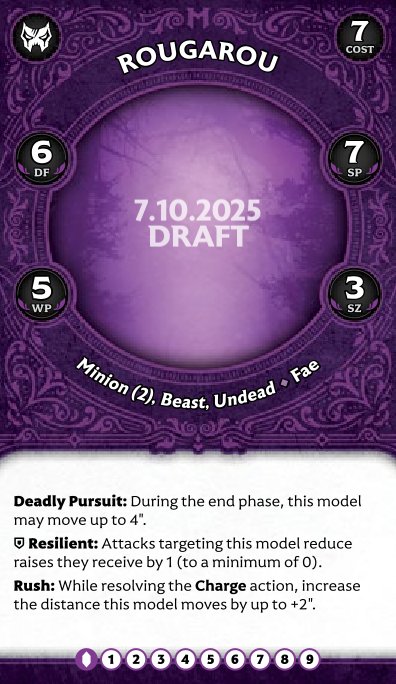 ROUGAROU
7
COST
6
DF
7
SP
7.10.2025
DRAFT
5
WP
3
SZ
Minion (2), Beast, Undead ♦ Fae
Deadly Pursuit: During the end phase, this model
may move up to 4".
Resilient: Attacks targeting this model reduce
raises they receive by 1 (to a minimum of 0).
Rush: While resolving the Charge action, increase
the distance this model moves by up to +2".
1 2 3 4 5 6 7 8 9